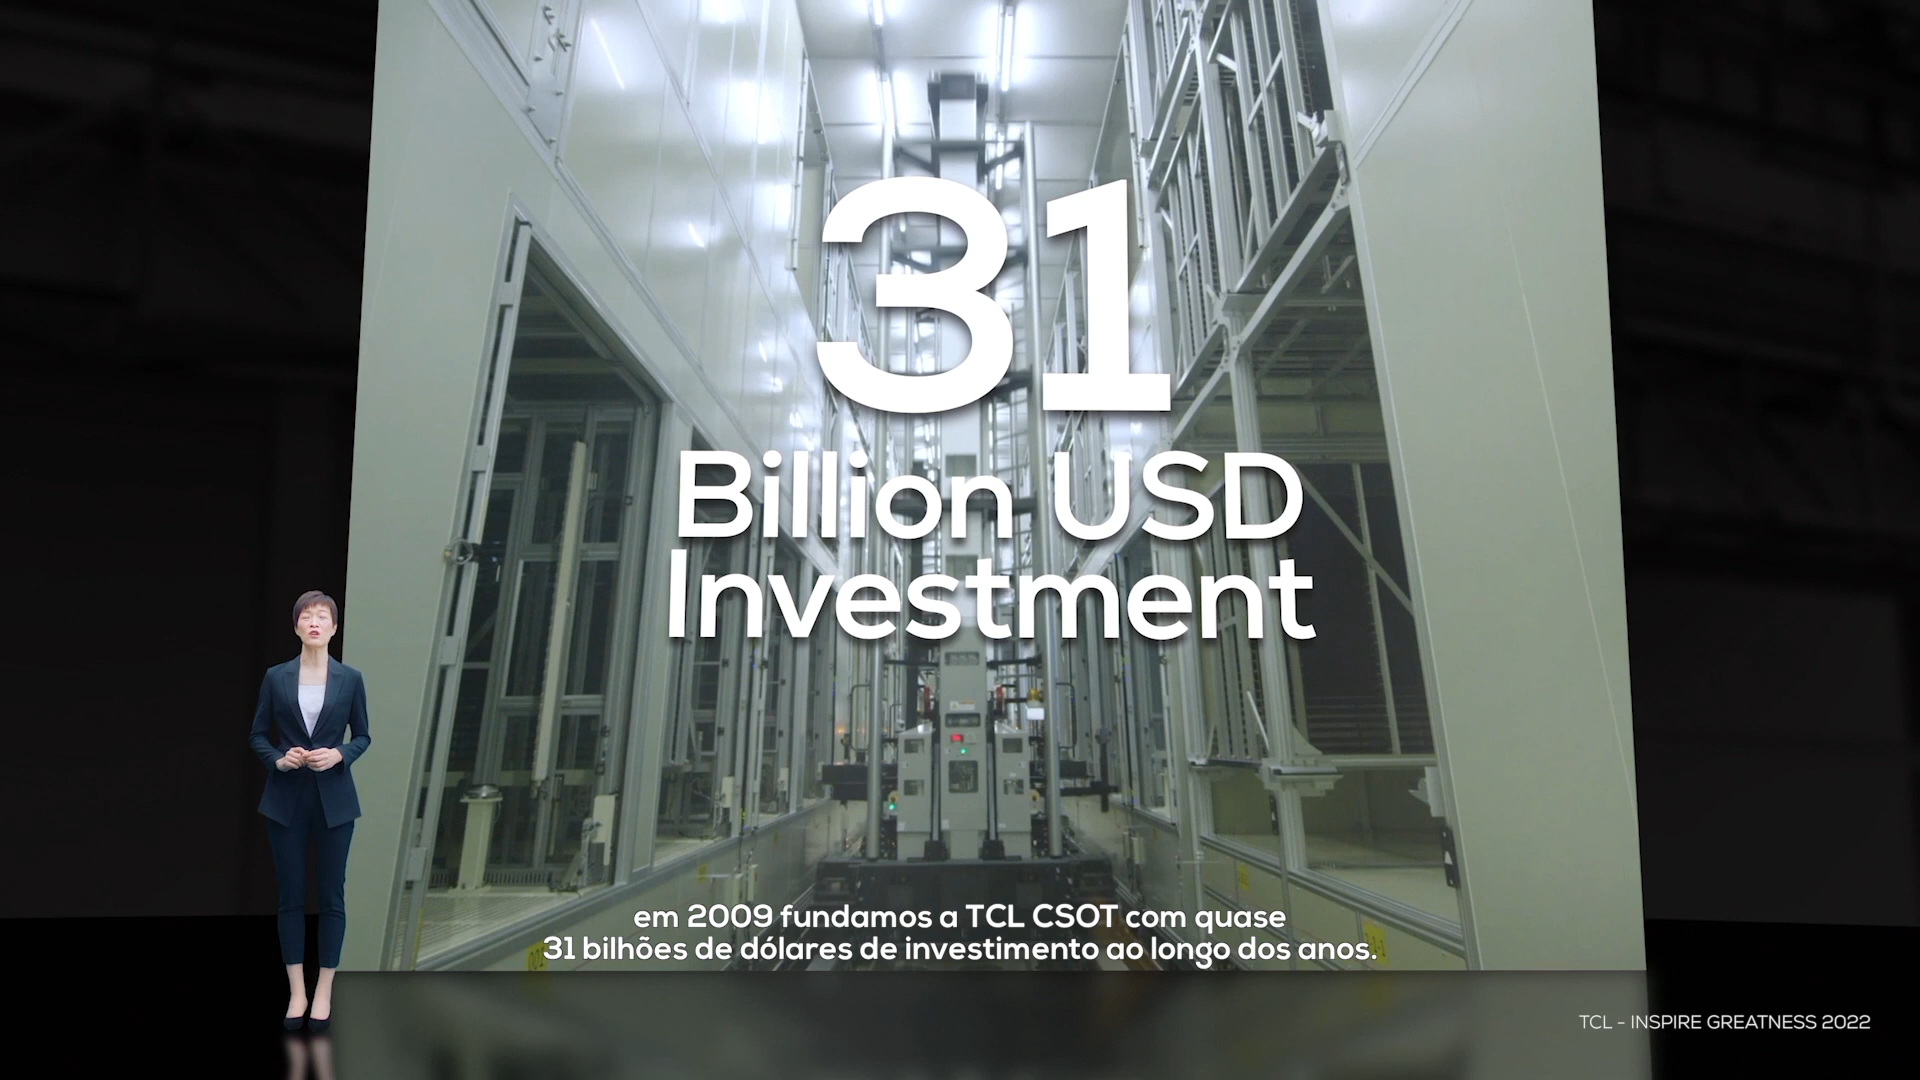 31
Billion USD
Investment
em 2009 fundamos a TCL CSOT com quase
31 bilhões de dólares de investimento ao longo dos anos.
TCL - INSPIRE GREATNESS 2022